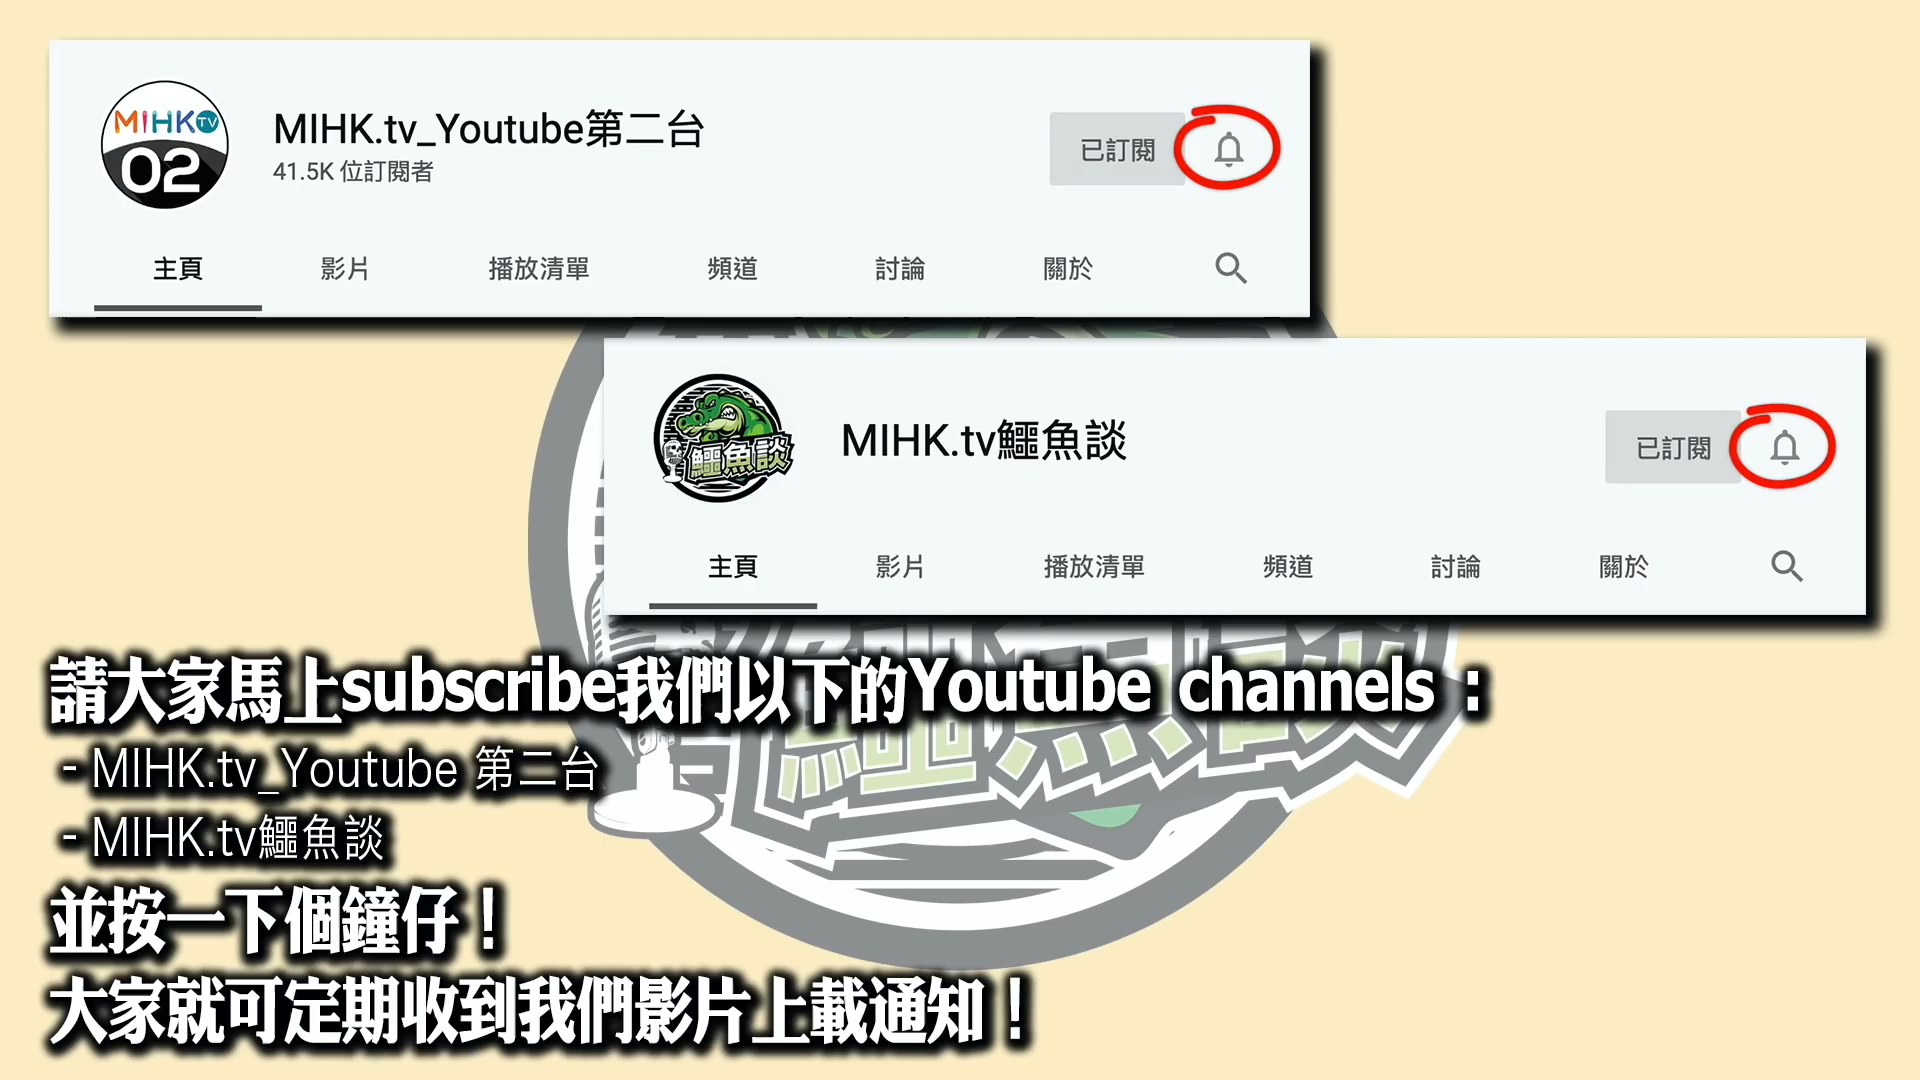 MIHK TV
02
MIHK.tv_Youtube第二台
41.5K 位訂閱者
已訂閱
主頁 影片 播放清單 頻道 討論 關於
鱷魚談
MIHK.tv鱷魚談
已訂閱
主頁 影片 播放清單 頻道 討論 關於
請大家馬上subscribe我們以下的Youtube channels：
- MIHK.tv_Youtube 第二台
- MIHK.tv鱷魚談
並按一下個鐘仔！
大家就可定期收到我們影片上載通知！
鱷魚談